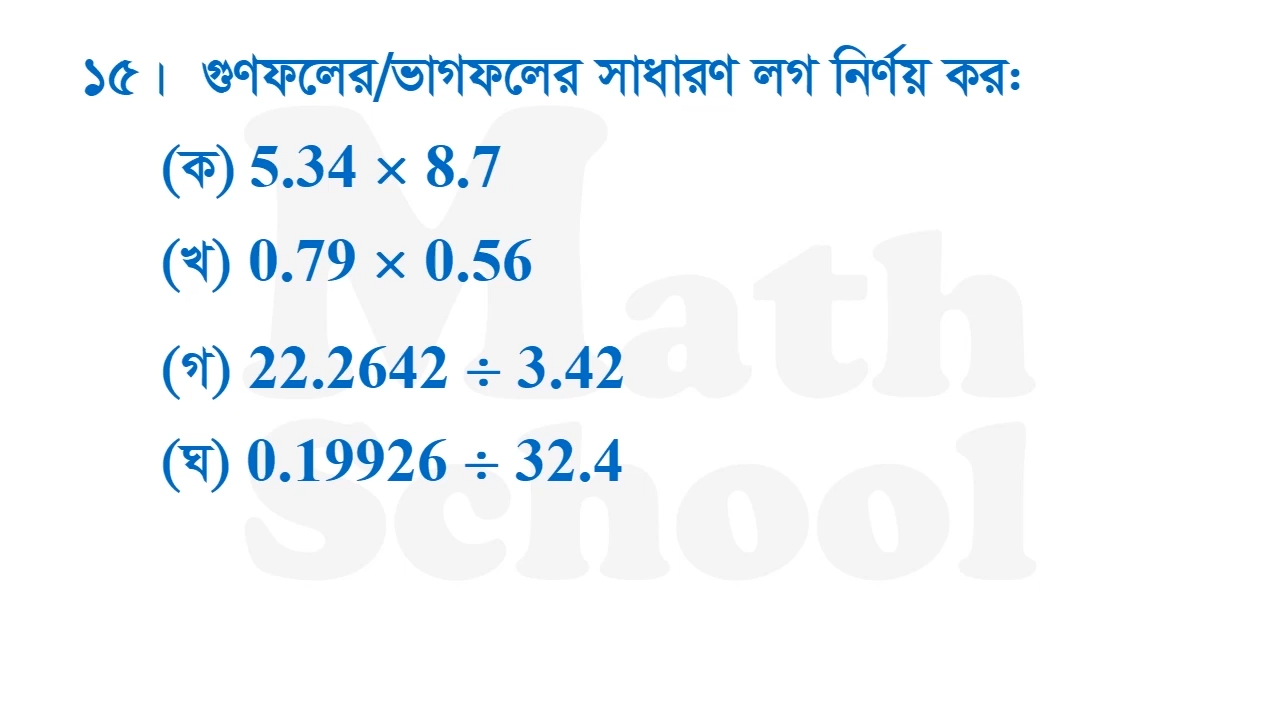 ১৫। গুণফলের/ভাগফলের সাধারণ লগ নির্ণয় কর:
(ক) 5.34 × 8.7
(খ) 0.79 × 0.56
(গ) 22.2642 ÷ 3.42
(ঘ) 0.19926 ÷ 32.4
Math
School